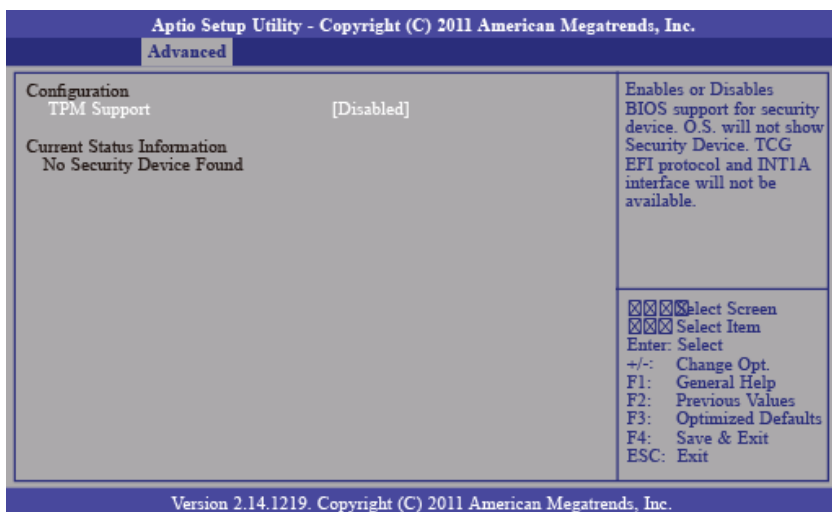 Aptio Setup Utility - Copyright (C) 2011 American Megatrends, Inc.
Advanced
Configuration
TPM Support [Disabled]
Current Status Information
No Security Device Found
Enables or Disables
BIOS support for security
device. O.S. will not show
Security Device. TCG
EFI protocol and INT1A
interface will not be
available.
Select Screen
Select Item
Enter: Select
+/-: Change Opt.
F1: General Help
F2: Previous Values
F3: Optimized Defaults
F4: Save & Exit
ESC: Exit
Version 2.14.1219. Copyright (C) 2011 American Megatrends, Inc.